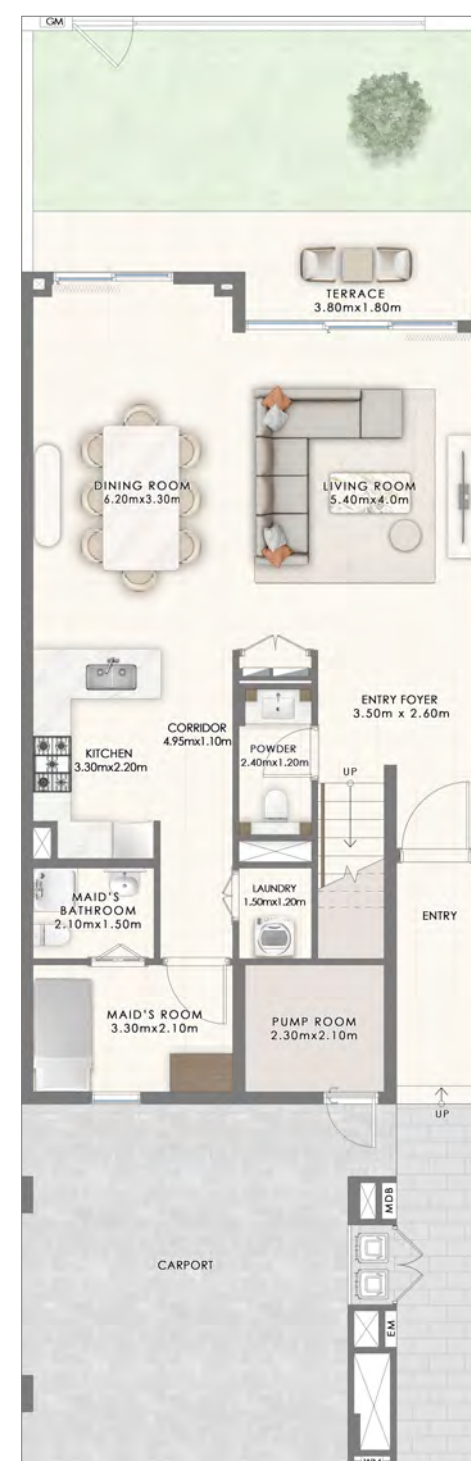 GM
TERRACE
3.80mx1.80m
DINING ROOM
6.20mx3.30m
LIVING ROOM
5.40mx4.0m
ENTRY FOYER
3.50m x 2.60m
CORRIDOR
4.95mx1.10m
KITCHEN
3.30mx2.20m
POWDER
2.40mx1.20m
UP
LAUNDRY
1.50mx1.20m
MAID'S
BATHROOM
2.10mx1.50m
ENTRY
MAID'S ROOM
3.30mx2.10m
PUMP ROOM
2.30mx2.10m
UP
MDB
CARPORT
EM